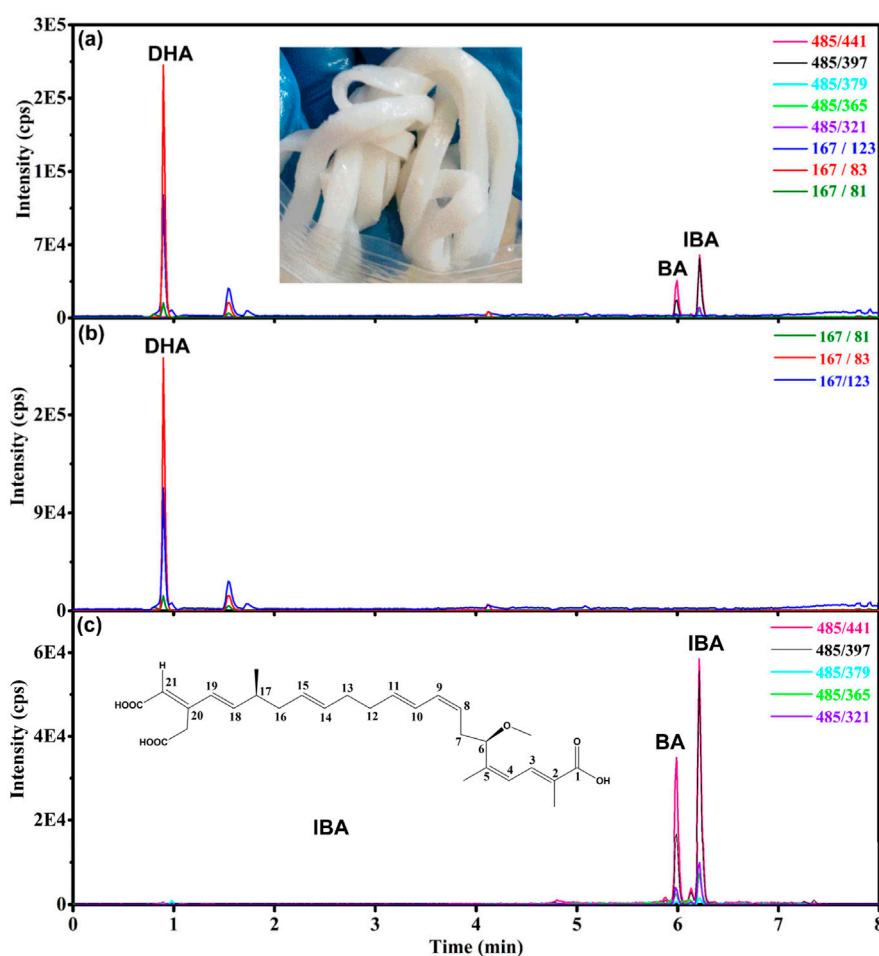 (a)
DHA
BA
IBA
485/441
485/397
485/379
485/365
485/321
167 / 123
167 / 83
167 / 81
3E5
2E5
1E5
7E4
0
Intensity (cps)
(b)
DHA
167 / 81
167 / 83
167/123
2E5
9E4
0
Intensity (cps)
(c)
BA
IBA
485/441
485/397
485/379
485/365
485/321
6E4
4E4
2E4
0
Intensity (cps)
H
21
19
HOOC
20
18
17
HOOC
16
15
14
13
12
11
10
9
8
7
6
O
5
4
3
2
O
1
OH
IBA
0 1 2 3 4 5 6 7 8
Time (min)